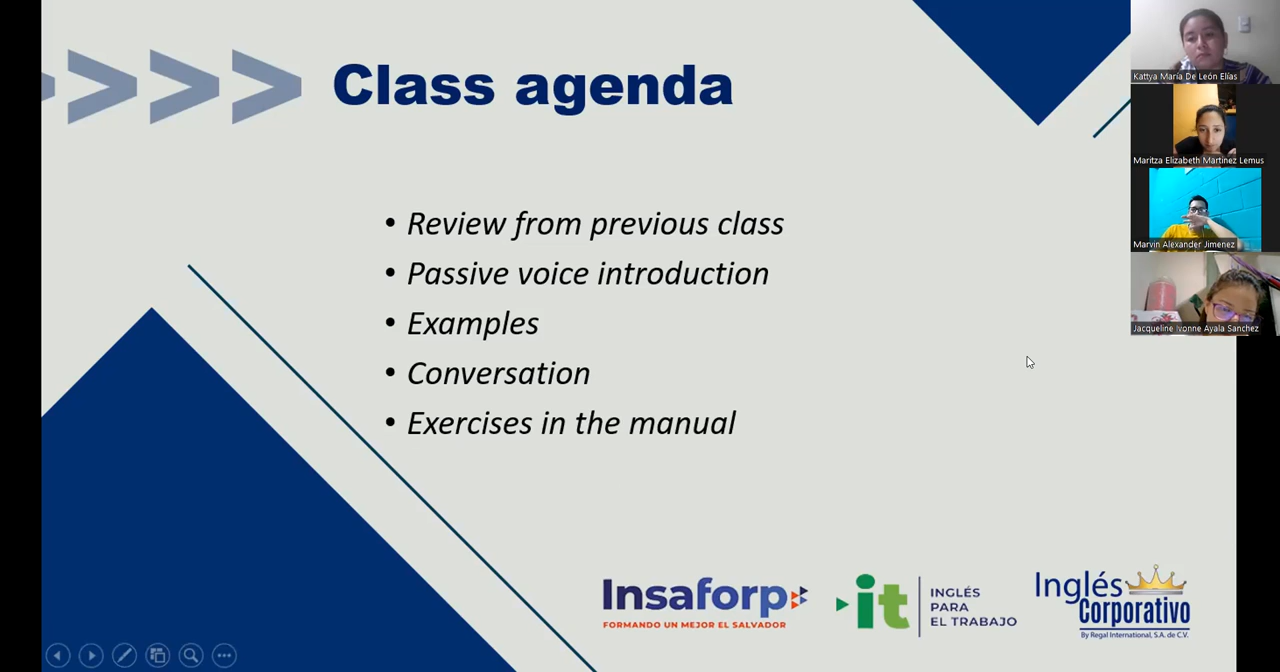 Class agenda
• Review from previous class
• Passive voice introduction
• Examples
• Conversation
• Exercises in the manual
Insaforp
FORMANDO UN MEJOR EL SALVADOR
it
INGLÉS
PARA
EL TRABAJO
Inglés
Corporativo
By Regal International, S.A. de C.V.
Kattya María De León Elías
Maritza Elizabeth Martinez Lemus
Marvin Alexander Jimenez
Jacqueline Ivonne Ayala Sanchez